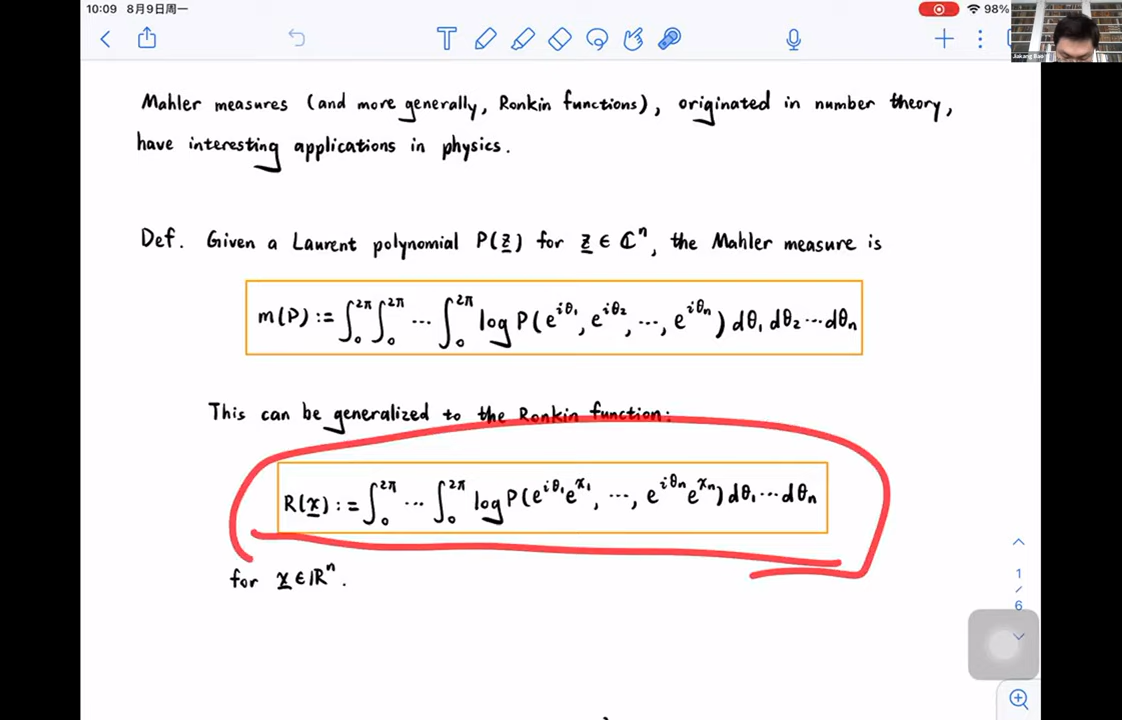 10:09 8月9日周一
98%
Jiakang Bao
Mahler measures (and more generally, Ronkin functions), originated in number theory,
have interesting applications in physics.
Def. Given a Laurent polynomial P(z) for z ∈ ℂⁿ, the Mahler measure is
m(P) := ∫₀^{2π} ∫₀^{2π} ⋯ ∫₀^{2π} log P(e^{iθ₁}, e^{iθ₂}, ⋯, e^{iθₙ}) dθ₁ dθ₂ ⋯ dθₙ
This can be generalized to the Ronkin function:
R(x) := ∫₀^{2π} ⋯ ∫₀^{2π} log P(e^{iθ₁}e^{x₁}, ⋯, e^{iθₙ}e^{xₙ}) dθ₁ ⋯ dθₙ
for x ∈ ℝⁿ.
1
/
6